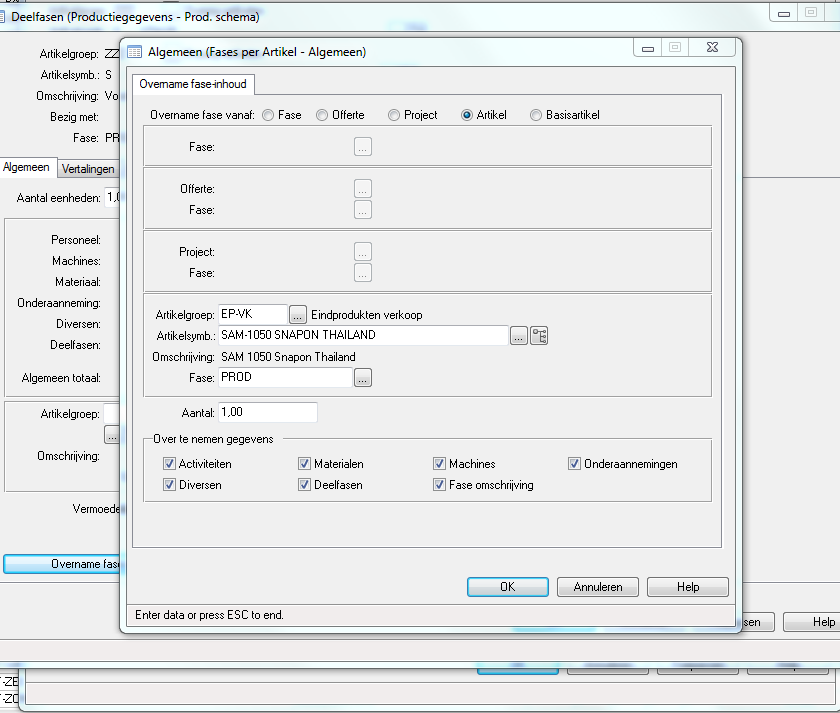 Deelfasen (Productiegegevens - Prod. schema)
Artikelgroep: ZZ
Artikelsymb.: S
Omschrijving: Vo
Bezig met:
Fase: PR
Algemeen Vertalingen
Aantal eenheden: 1,0
Personeel:
Machines:
Materiaal:
Onderaanneming:
Diversen:
Deelfasen:
Algemeen totaal:
Artikelgroep:
...
Omschrijving:
Vermoede
Overname fase
Algemeen (Fases per Artikel - Algemeen)
Overname fase-inhoud
Overname fase vanaf: Fase Offerte Project Artikel Basisartikel
Fase: ...
Offerte: ...
Fase: ...
Project: ...
Fase: ...
Artikelgroep: EP-VK ... Eindprodukten verkoop
Artikelsymb.: SAM-1050 SNAPON THAILAND ...
Omschrijving: SAM 1050 Snapon Thailand
Fase: PROD ...
Aantal: 1,00
Over te nemen gegevens
Activiteiten Materialen Machines Onderaannemingen
Diversen Deelfasen Fase omschrijving
OK Annuleren Help
Enter data or press ESC to end.
sen Help
-ZE
-ZC